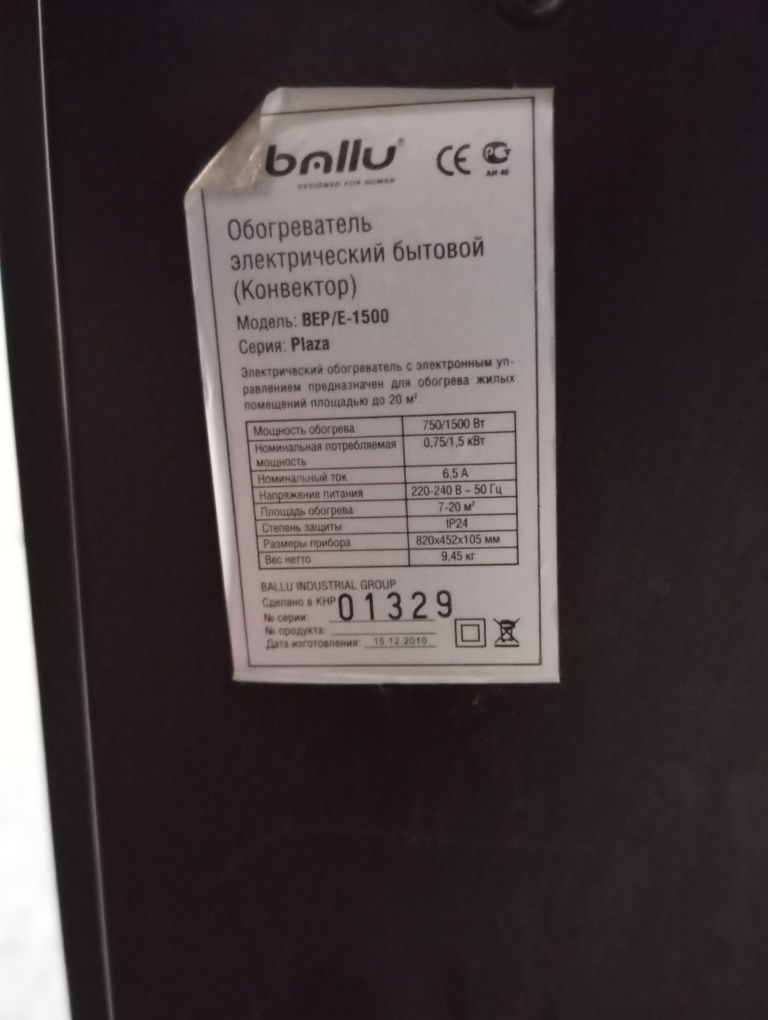 ballu®
DESIGNED FOR HUMAN
CE
РСТ
АИ 46
Обогреватель
электрический бытовой
(Конвектор)
Модель: BEP/E-1500
Серия: Plaza
Электрический обогреватель с электронным уп-
равлением предназначен для обогрева жилых
помещений площадью до 20 м².
Мощность обогрева 750/1500 Вт
Номинальная потребляемая 0,75/1,5 кВт
мощность
Номинальный ток 6,5 А
Напряжение питания 220-240 В ~ 50 Гц
Площадь обогрева 7-20 м²
Степень защиты IP24
Размеры прибора 820х452х105 мм
Вес нетто 9,45 кг
BALLU INDUSTRIAL GROUP
Сделано в КНР
№ серии: 01329
№ продукта:
Дата изготовления: 15.12.2010